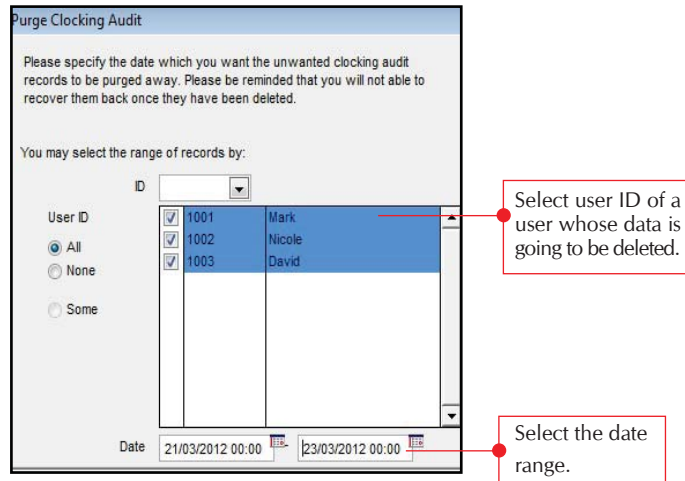 Purge Clocking Audit
Please specify the date which you want the unwanted clocking audit
records to be purged away. Please be reminded that you will not able to
recover them back once they have been deleted.
You may select the range of records by:
ID
User ID
All
None
Some
1001 Mark
1002 Nicole
1003 David
Select user ID of a
user whose data is
going to be deleted.
Date 21/03/2012 00:00 - 23/03/2012 00:00
Select the date
range.